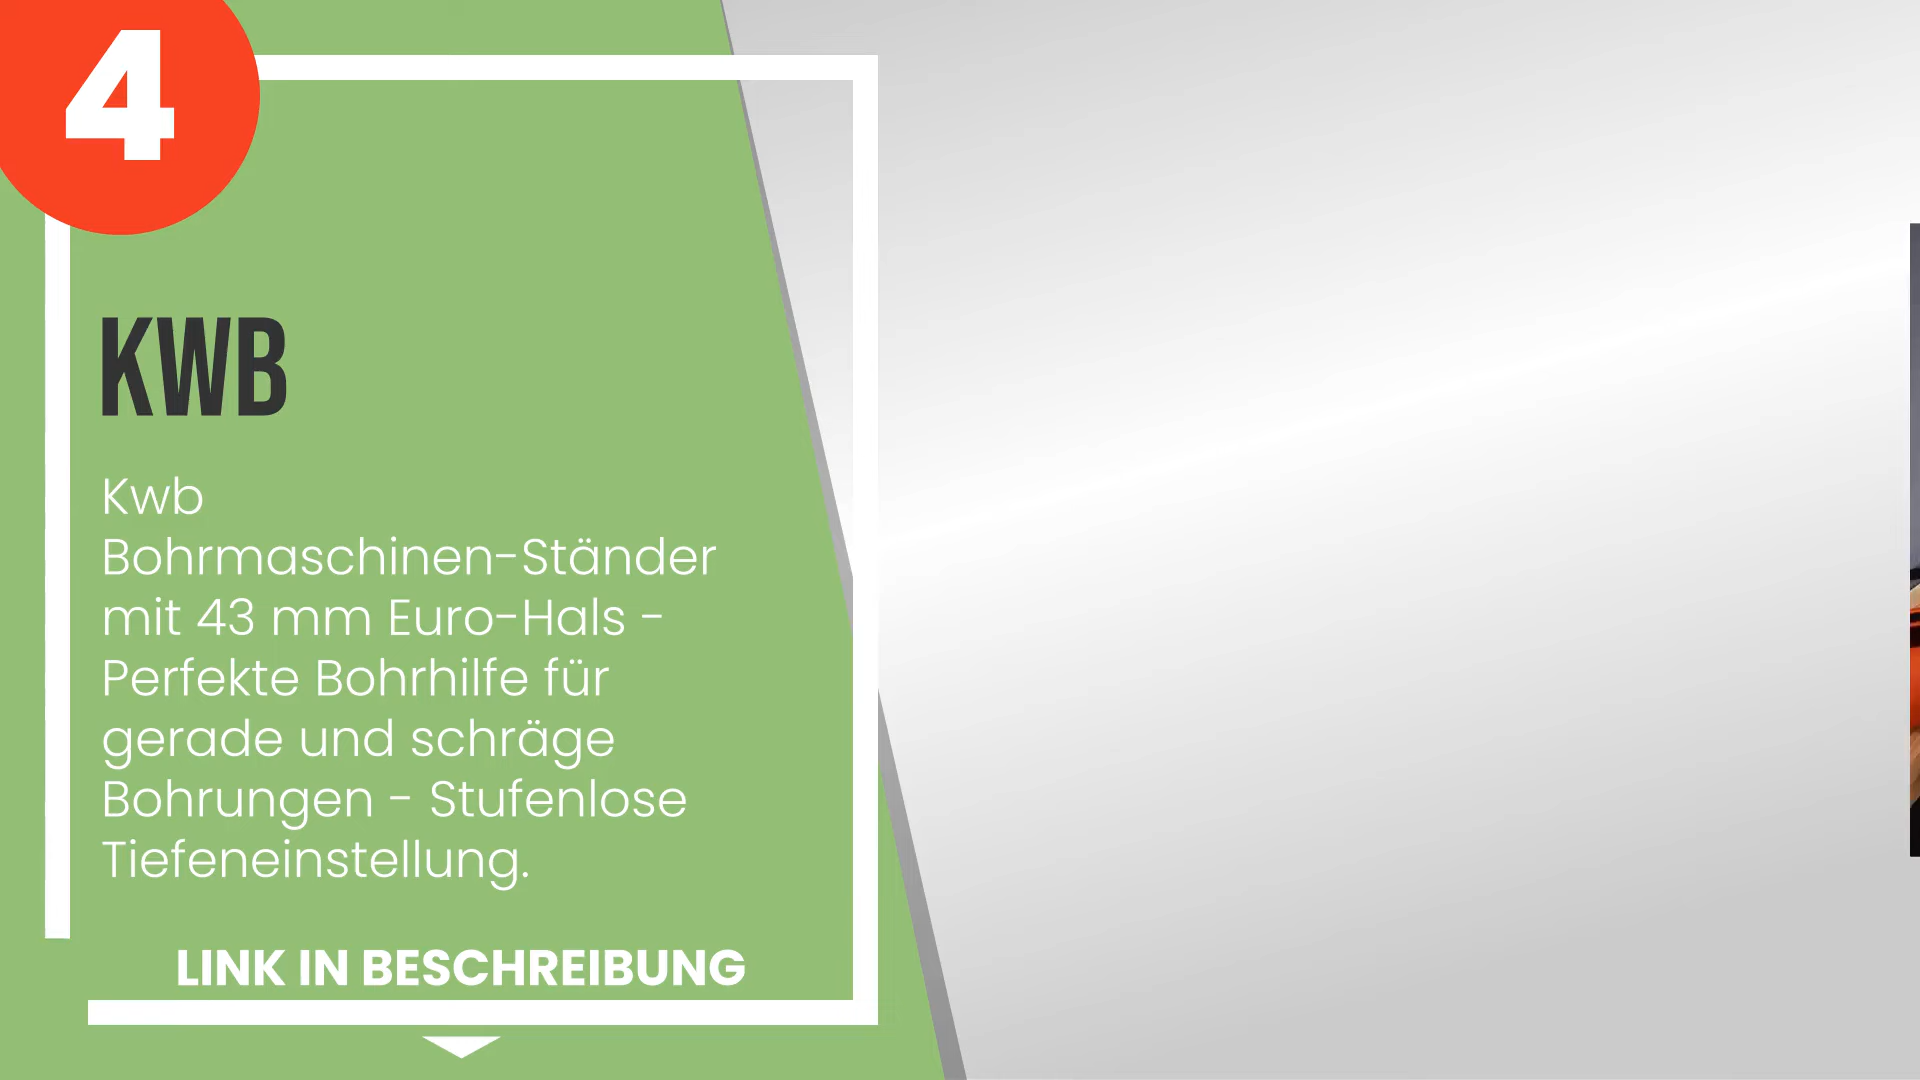 4
KWB
Kwb
Bohrmaschinen-Ständer
mit 43 mm Euro-Hals -
Perfekte Bohrhilfe für
gerade und schräge
Bohrungen - Stufenlose
Tiefeneinstellung.
LINK IN BESCHREIBUNG